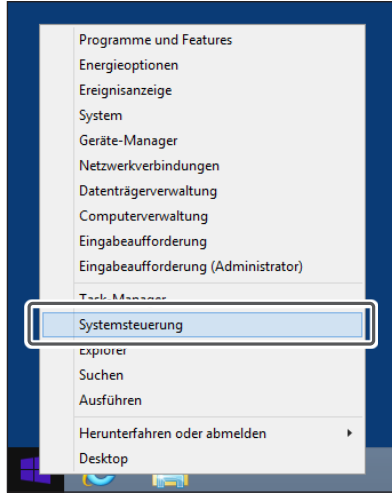 Programme und Features
Energieoptionen
Ereignisanzeige
System
Geräte-Manager
Netzwerkverbindungen
Datenträgerverwaltung
Computerverwaltung
Eingabeaufforderung
Eingabeaufforderung (Administrator)
Task-Manager
Systemsteuerung
Explorer
Suchen
Ausführen
Herunterfahren oder abmelden
Desktop